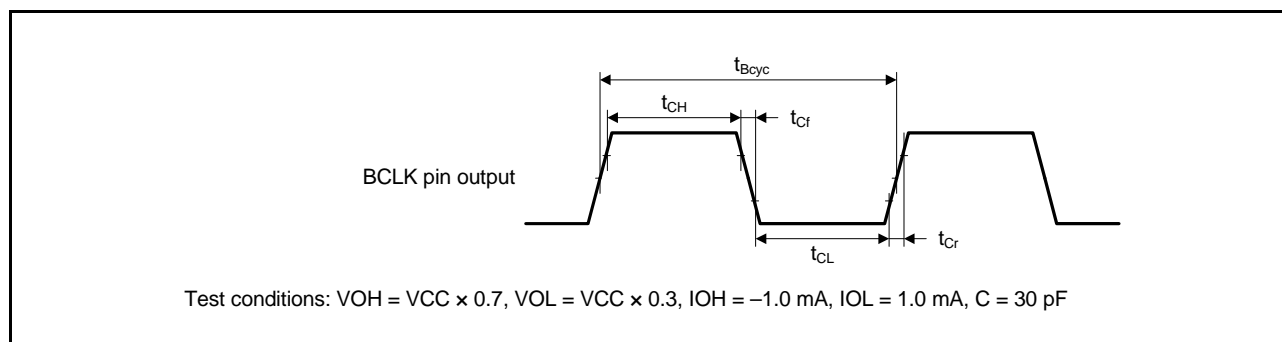 tBcyc
tCH
tCf
BCLK pin output
tCL
tCr
Test conditions: VOH = VCC × 0.7, VOL = VCC × 0.3, IOH = –1.0 mA, IOL = 1.0 mA, C = 30 pF